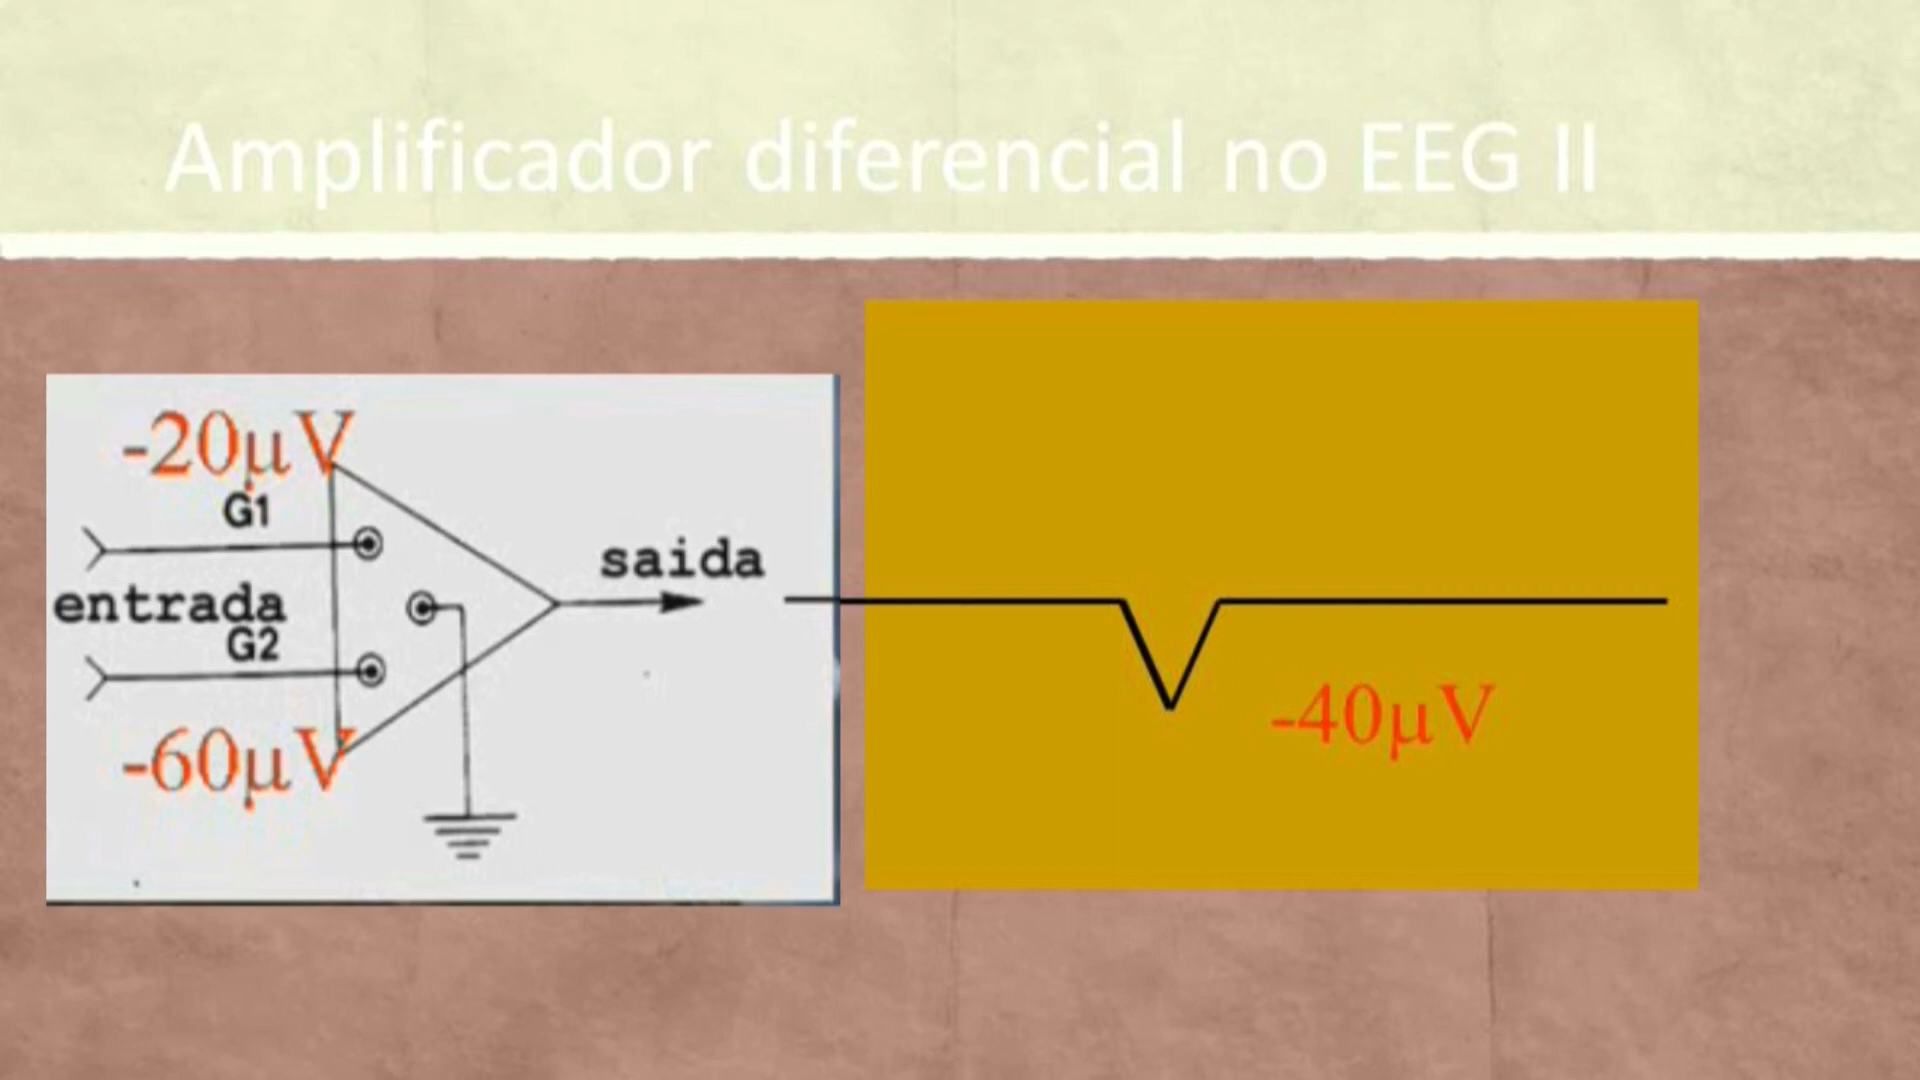 Amplificador diferencial no EEG II
-20µV
G1
saida
entrada
G2
-60µV
-40µV